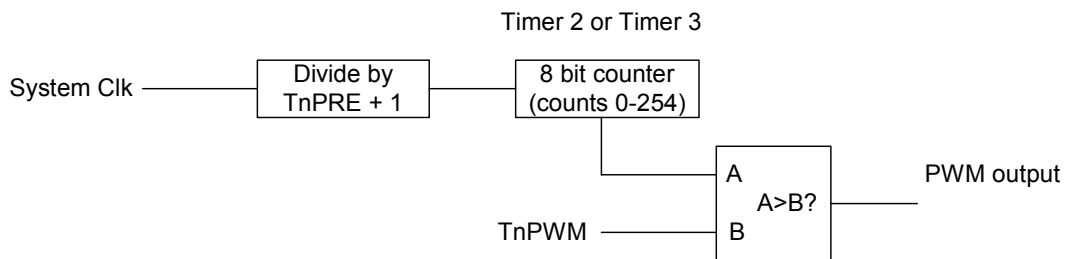 Timer 2 or Timer 3
System Clk
Divide by
TnPRE + 1
8 bit counter
(counts 0-254)
A
PWM output
A>B?
TnPWM
B